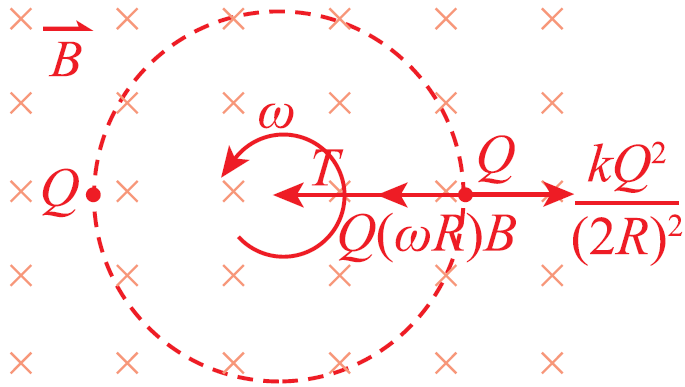 B
ω
T
Q
Q
kQ²/(2R)²
Q(ωR)B